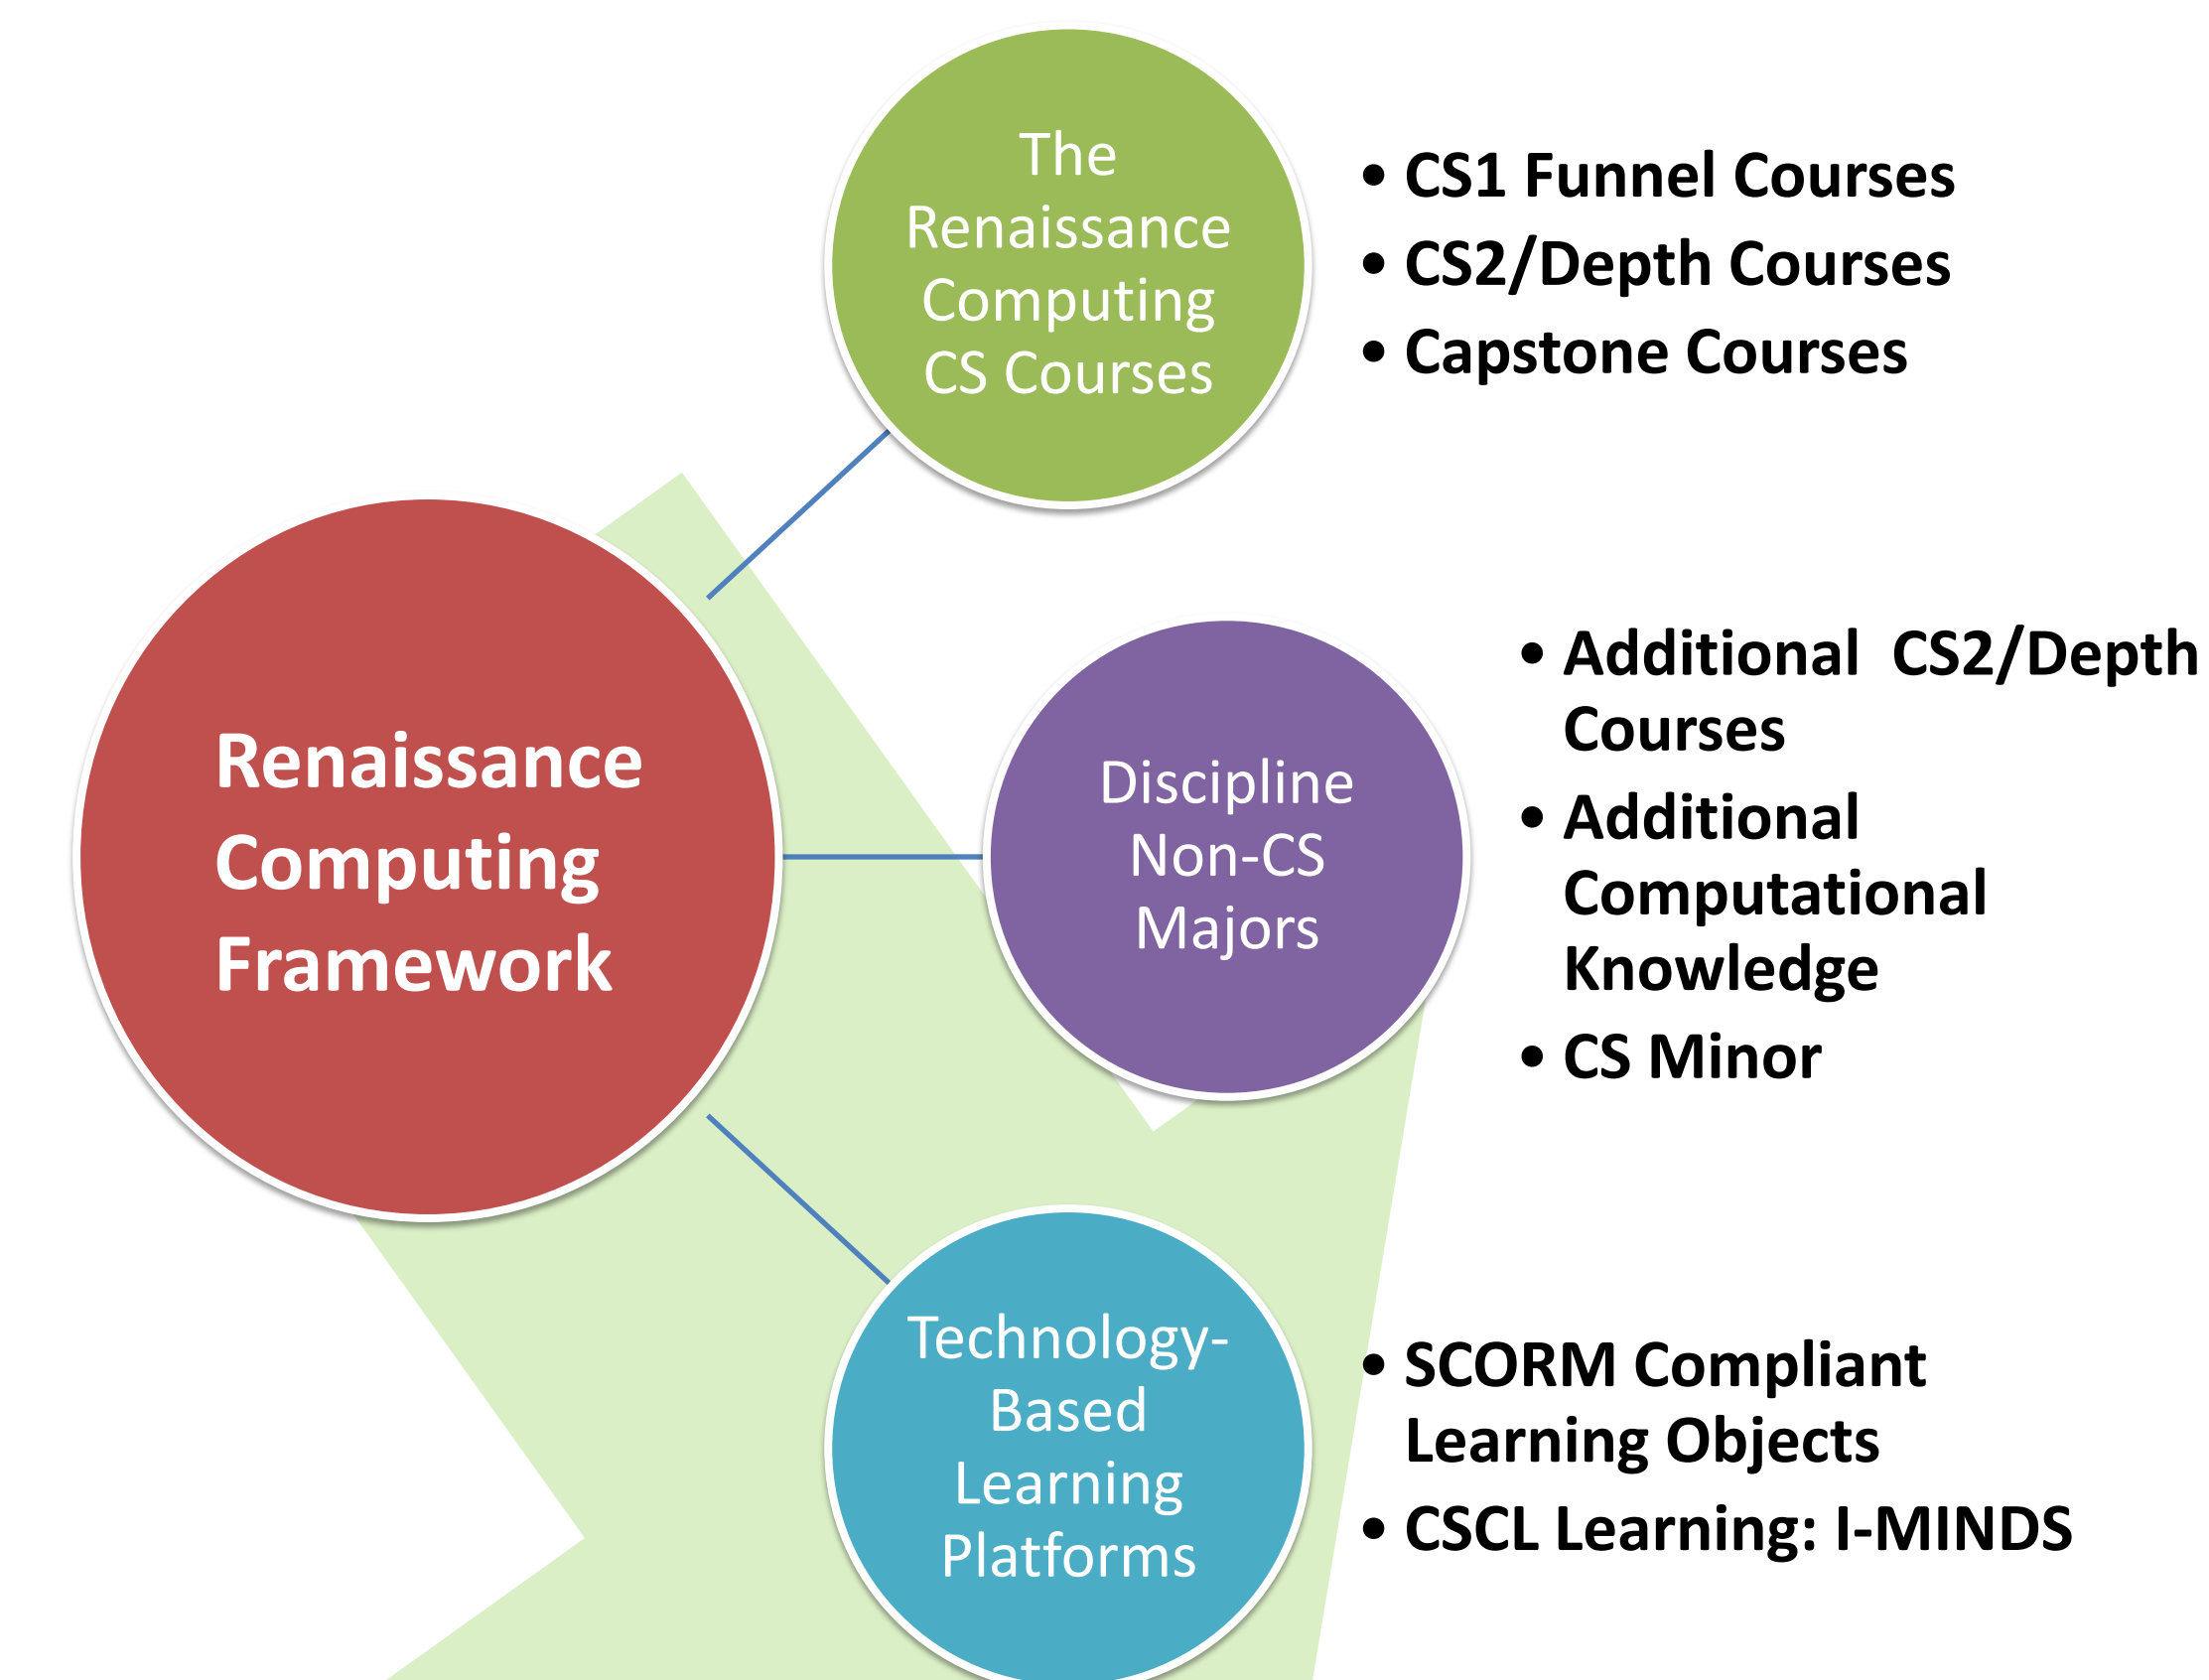 The
Renaissance
Computing
CS Courses
• CS1 Funnel Courses
• CS2/Depth Courses
• Capstone Courses
Renaissance
Computing
Framework
Discipline
Non-CS
Majors
• Additional  CS2/Depth
Courses
• Additional
Computational
Knowledge
• CS Minor
Technology-
Based
Learning
Platforms
• SCORM Compliant
Learning Objects
• CSCL Learning: I-MINDS